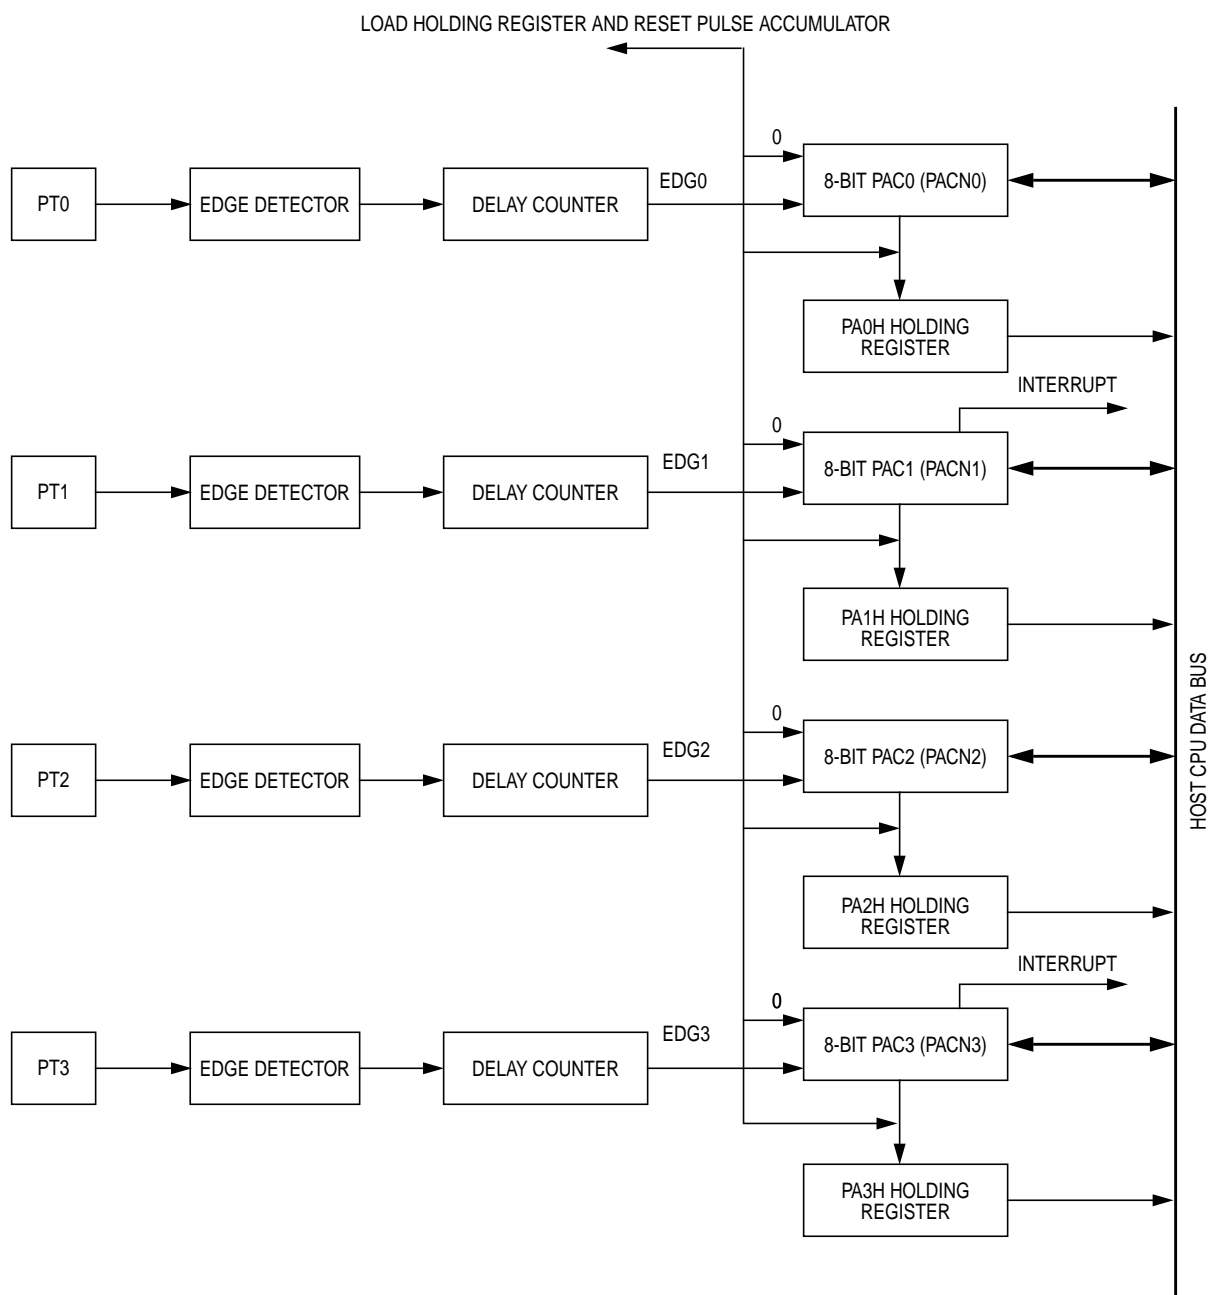 LOAD HOLDING REGISTER AND RESET PULSE ACCUMULATOR
0
PT0
EDGE DETECTOR
DELAY COUNTER
EDG0
8-BIT PAC0 (PACN0)
PA0H HOLDING
REGISTER
INTERRUPT
0
PT1
EDGE DETECTOR
DELAY COUNTER
EDG1
8-BIT PAC1 (PACN1)
PA1H HOLDING
REGISTER
0
PT2
EDGE DETECTOR
DELAY COUNTER
EDG2
8-BIT PAC2 (PACN2)
PA2H HOLDING
REGISTER
INTERRUPT
0
PT3
EDGE DETECTOR
DELAY COUNTER
EDG3
8-BIT PAC3 (PACN3)
PA3H HOLDING
REGISTER
HOST CPU DATA BUS